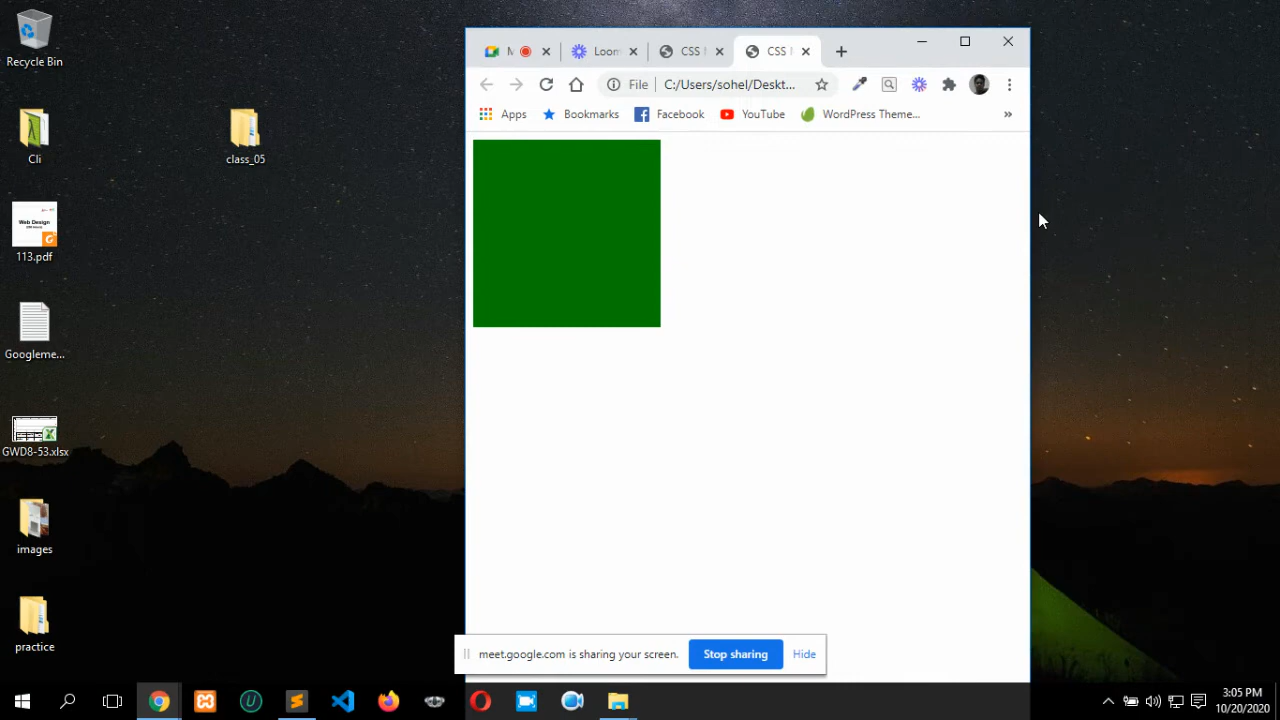 Recycle Bin
Cli
class_05
Web Design
113.pdf
Googleme...
GWD8-53.xlsx
images
practice
M
Loom
CSS
CSS
File
C:/Users/sohel/Deskt...
Apps
Bookmarks
Facebook
YouTube
WordPress Theme...
»
meet.google.com is sharing your screen.
Stop sharing
Hide
3:05 PM
10/20/2020